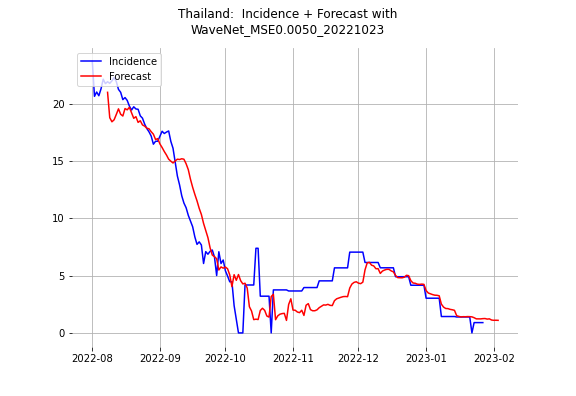 Thailand:  Incidence + Forecast with
WaveNet_MSE0.0050_20221023
Incidence
Forecast
20
15
10
5
0
2022-08 2022-09 2022-10 2022-11 2022-12 2023-01 2023-02